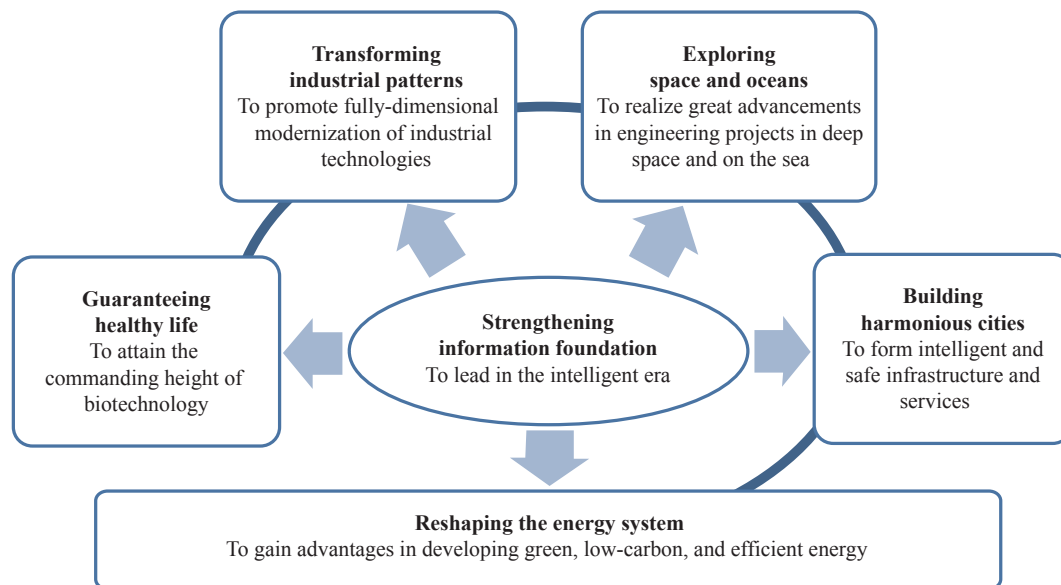 Transforming
industrial patterns
To promote fully-dimensional
modernization of industrial
technologies
Exploring
space and oceans
To realize great advancements
in engineering projects in deep
space and on the sea
Guaranteeing
healthy life
To attain the
commanding height of
biotechnology
Strengthening
information foundation
To lead in the intelligent era
Building
harmonious cities
To form intelligent and
safe infrastructure and
services
Reshaping the energy system
To gain advantages in developing green, low-carbon, and efficient energy